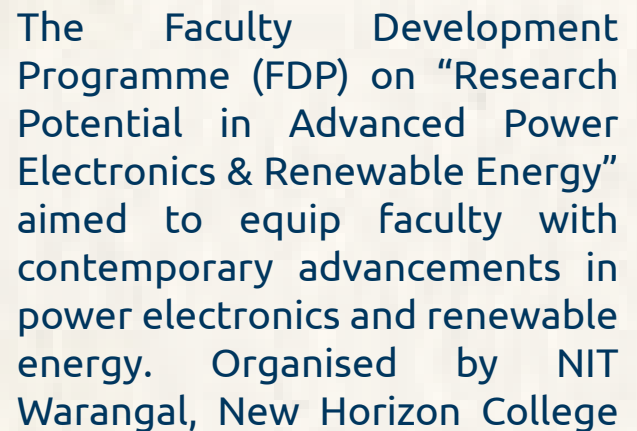 The Faculty Development
Programme (FDP) on “Research
Potential in Advanced Power
Electronics & Renewable Energy”
aimed to equip faculty with
contemporary advancements in
power electronics and renewable
energy. Organised by NIT
Warangal, New Horizon College